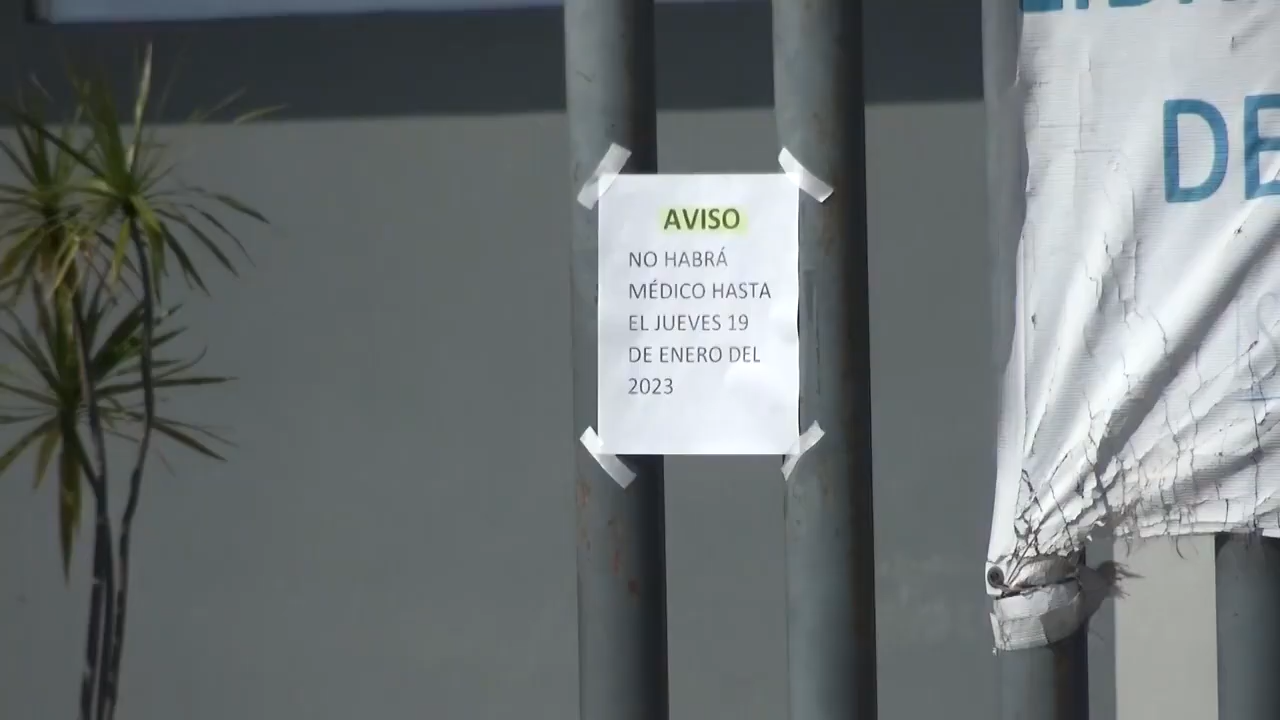 AVISO
NO HABRÁ
MÉDICO HASTA
EL JUEVES 19
DE ENERO DEL
2023
DE